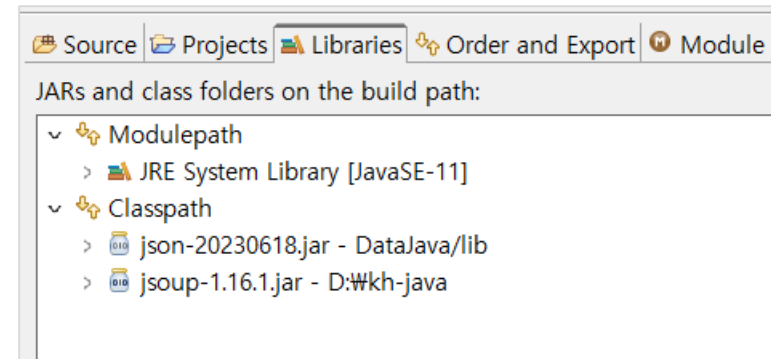 Source Projects Libraries Order and Export Module
JARs and class folders on the build path:
Modulepath
JRE System Library [JavaSE-11]
Classpath
json-20230618.jar - DataJava/lib
jsoup-1.16.1.jar - D:₩kh-java